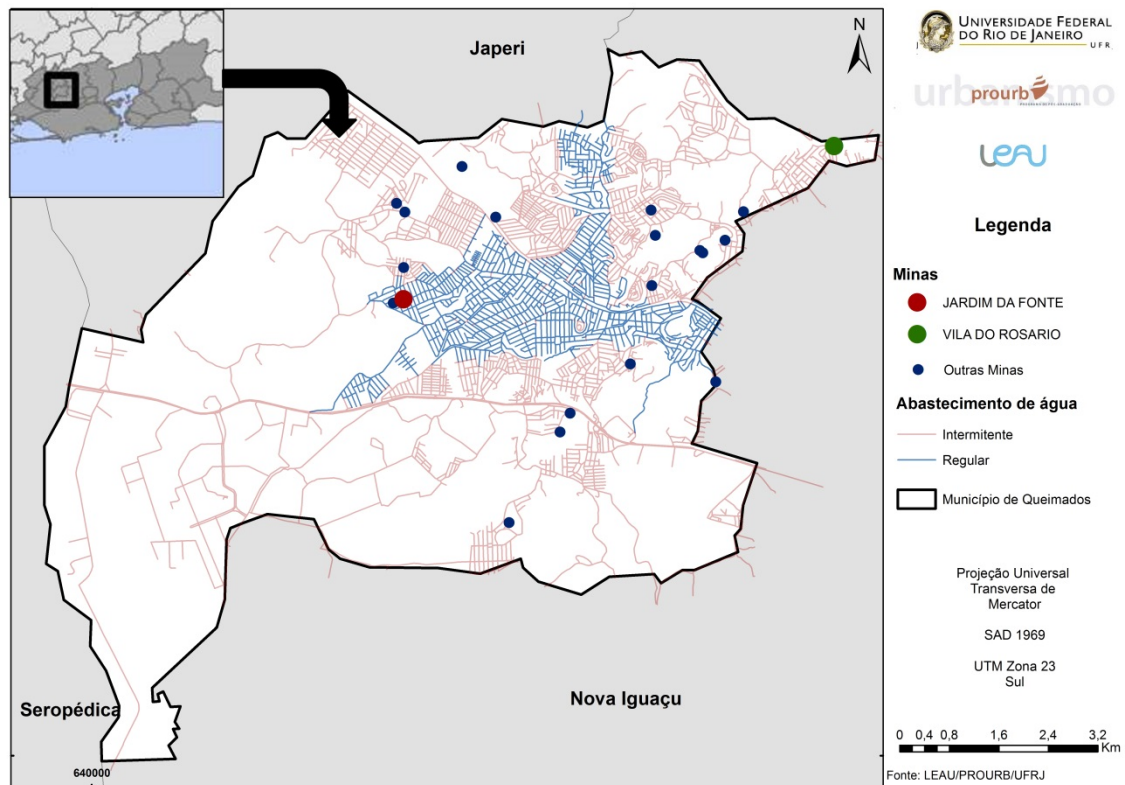 Japeri
N
Seropédica
Nova Iguaçu
640000
UNIVERSIDADE FEDERAL
DO RIO DE JANEIRO
UFRJ
urbanismo
prourb
LEAU
Legenda
Minas
JARDIM DA FONTE
VILA DO ROSARIO
Outras Minas
Abastecimento de água
Intermitente
Regular
Município de Queimados
Projeção Universal
Transversa de
Mercator
SAD 1969
UTM Zona 23
Sul
0 0,4 0,8 1,6 2,4 3,2
Km
Fonte: LEAU/PROURB/UFRJ